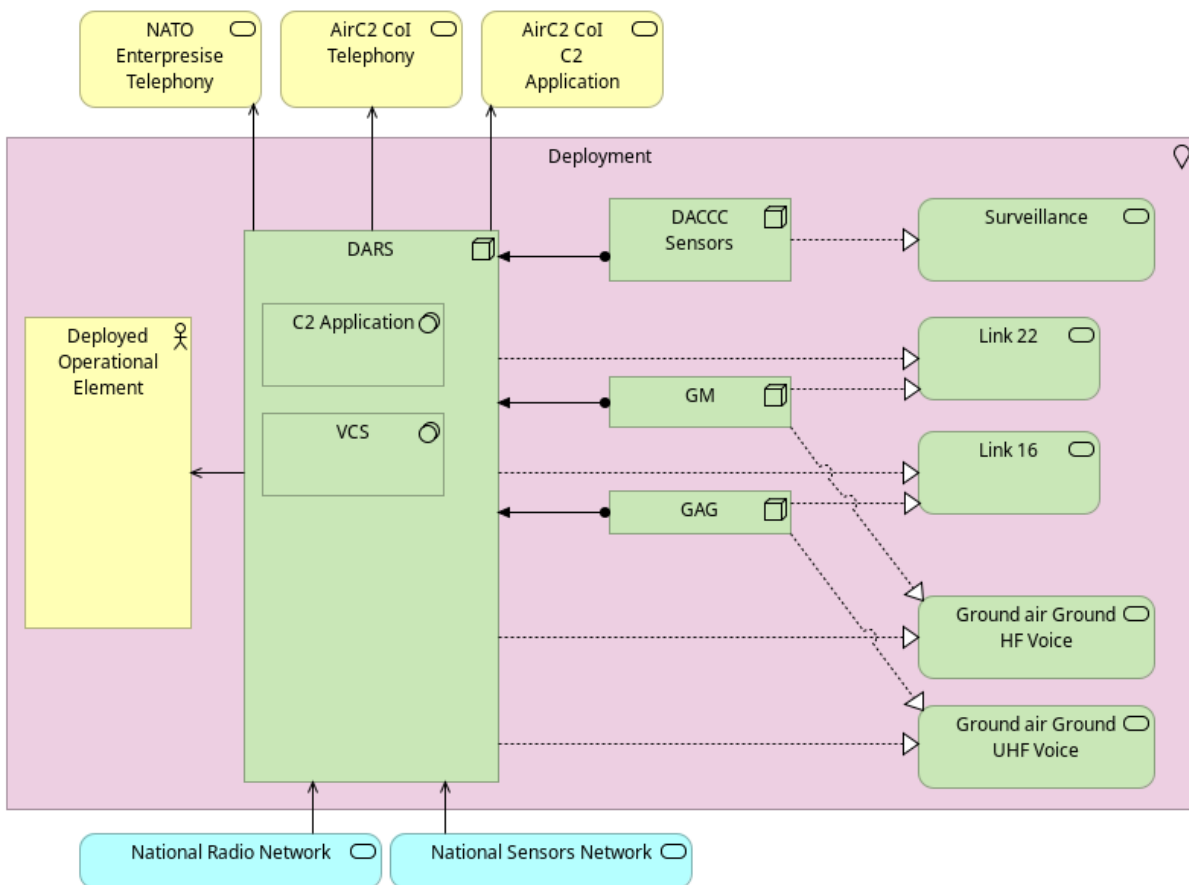 NATO
Enterpresise
Telephony
AirC2 CoI
Telephony
AirC2 CoI
C2
Application
Deployment
DARS
C2 Application
VCS
Deployed
Operational
Element
DACCC
Sensors
GM
GAG
Surveillance
Link 22
Link 16
Ground air Ground
HF Voice
Ground air Ground
UHF Voice
National Radio Network
National Sensors Network